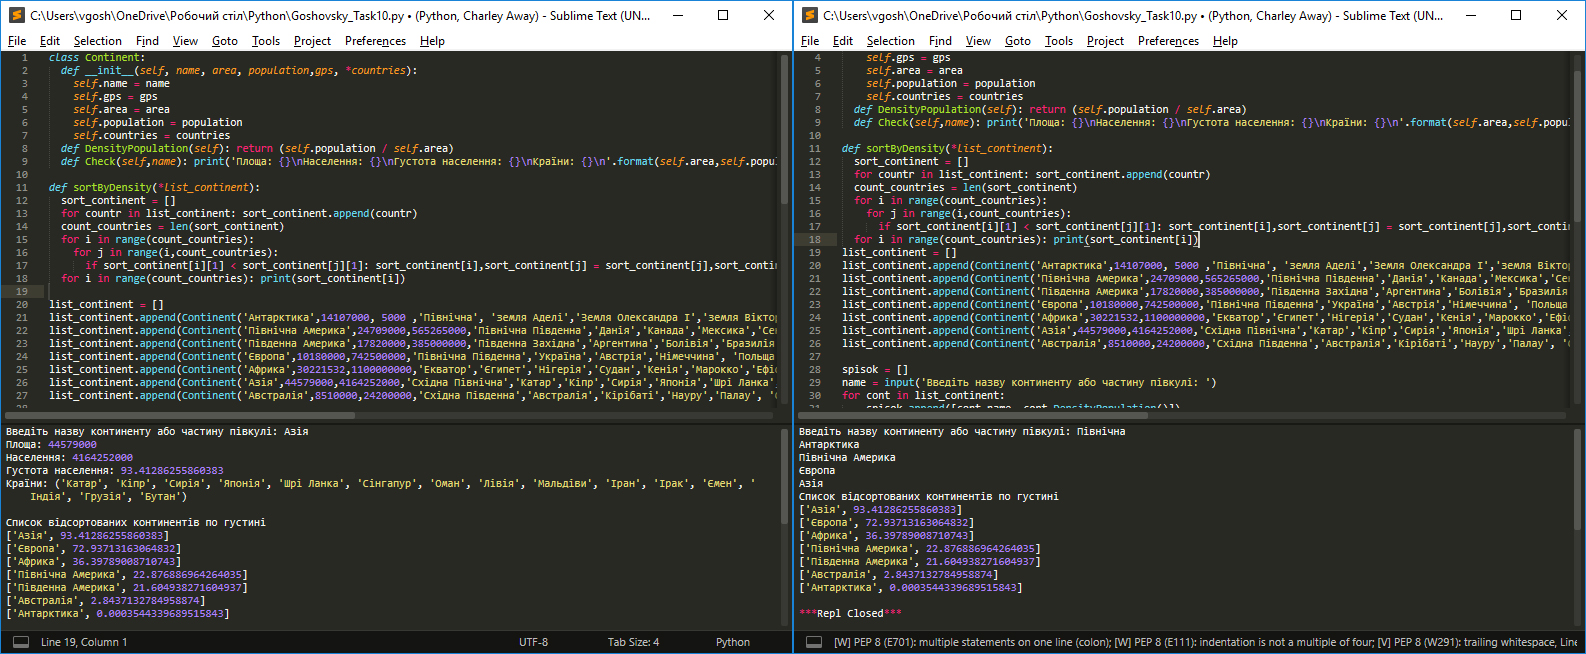 C:\Users\vgosh\OneDrive\Робочий стіл\Python\Goshovsky_Task10.py • (Python, Charley Away) - Sublime Text (UN...
File Edit Selection Find View Goto Tools Project Preferences Help
1 class Continent:
2 def __init__(self, name, area, population,gps, *countries):
3 self.name = name
4 self.gps = gps
5 self.area = area
6 self.population = population
7 self.countries = countries
8 def DensityPopulation(self): return (self.population / self.area)
9 def Check(self,name): print('Площа: {}\nНаселення: {}\nГустота населення: {}\nКраїни: {}\n'.format(self.area,self.popul
10
11 def sortByDensity(*list_continent):
12 sort_continent = []
13 for countr in list_continent: sort_continent.append(countr)
14 count_countries = len(sort_continent)
15 for i in range(count_countries):
16 for j in range(i,count_countries):
17 if sort_continent[i][1] < sort_continent[j][1]: sort_continent[i],sort_continent[j] = sort_continent[j],sort_contin
18 for i in range(count_countries): print(sort_continent[i])
19
20 list_continent = []
21 list_continent.append(Continent('Антарктика',14107000, 5000 ,'Північна', 'земля Аделі','Земля Олександра І','земля Віктор
22 list_continent.append(Continent('Північна Америка',24709000,565265000,'Північна Південна','Данія','Канада','Мексика','Сен
23 list_continent.append(Continent('Південна Америка',17820000,385000000,'Південна Західна','Аргентина','Болівія','Бразилія
24 list_continent.append(Continent('Європа',10180000,742500000,'Північна Південна','Україна','Австрія','Німеччина', 'Польща
25 list_continent.append(Continent('Африка',30221532,1100000000,'Екватор','Єгипет','Нігерія','Судан','Кенія','Марокко','Ефіо
26 list_continent.append(Continent('Азія',44579000,4164252000,'Східна Північна','Катар','Кіпр','Сирія','Японія','Шрі Ланка'
27 list_continent.append(Continent('Австралія',8510000,24200000,'Східна Південна','Австралія','Кірібаті','Науру','Палау',
28
Введіть назву континенту або частину півкулі: Азія
Площа: 44579000
Населення: 4164252000
Густота населення: 93.41286255860383
Країни: ('Катар', 'Кіпр', 'Сирія', 'Японія', 'Шрі Ланка', 'Сінгапур', 'Оман', 'Лівія', 'Мальдіви', 'Іран', 'Ірак', 'Ємен', '
Індія', 'Грузія', 'Бутан')
Список відсортованих континентів по густині
['Азія', 93.41286255860383]
['Європа', 72.93713163064832]
['Африка', 36.39789008710743]
['Північна Америка', 22.876886964264035]
['Південна Америка', 21.604938271604937]
['Австралія', 2.8437132784958874]
['Антарктика', 0.0003544339689515843]
Line 19, Column 1 UTF-8 Tab Size: 4 Python
C:\Users\vgosh\OneDrive\Робочий стіл\Python\Goshovsky_Task10.py • (Python, Charley Away) - Sublime Text (UN...
File Edit Selection Find View Goto Tools Project Preferences Help
4 self.gps = gps
5 self.area = area
6 self.population = population
7 self.countries = countries
8 def DensityPopulation(self): return (self.population / self.area)
9 def Check(self,name): print('Площа: {}\nНаселення: {}\nГустота населення: {}\nКраїни: {}\n'.format(self.area,self.popu
10
11 def sortByDensity(*list_continent):
12 sort_continent = []
13 for countr in list_continent: sort_continent.append(countr)
14 count_countries = len(sort_continent)
15 for i in range(count_countries):
16 for j in range(i,count_countries):
17 if sort_continent[i][1] < sort_continent[j][1]: sort_continent[i],sort_continent[j] = sort_continent[j],sort_conti
18 for i in range(count_countries): print(sort_continent[i])
19 list_continent = []
20 list_continent.append(Continent('Антарктика',14107000, 5000 ,'Північна', 'земля Аделі','Земля Олександра І','земля Вікто
21 list_continent.append(Continent('Північна Америка',24709000,565265000,'Північна Південна','Данія','Канада','Мексика','Се
22 list_continent.append(Continent('Південна Америка',17820000,385000000,'Південна Західна','Аргентина','Болівія','Бразилія
23 list_continent.append(Continent('Європа',10180000,742500000,'Північна Південна','Україна','Австрія','Німеччина', 'Польща
24 list_continent.append(Continent('Африка',30221532,1100000000,'Екватор','Єгипет','Нігерія','Судан','Кенія','Марокко','Ефі
25 list_continent.append(Continent('Азія',44579000,4164252000,'Східна Північна','Катар','Кіпр','Сирія','Японія','Шрі Ланка
26 list_continent.append(Continent('Австралія',8510000,24200000,'Східна Південна','Австралія','Кірібаті','Науру','Палау',
27
28 spisok = []
29 name = input('Введіть назву континенту або частину півкулі: ')
30 for cont in list_continent:
31 spisok.append([cont.name, cont.DensityPopulation()])
Введіть назву континенту або частину півкулі: Північна
Антарктика
Північна Америка
Європа
Азія
Список відсортованих континентів по густині
['Азія', 93.41286255860383]
['Європа', 72.93713163064832]
['Африка', 36.39789008710743]
['Північна Америка', 22.876886964264035]
['Південна Америка', 21.604938271604937]
['Австралія', 2.8437132784958874]
['Антарктика', 0.0003544339689515843]
***Repl Closed***
[W] PEP 8 (E701): multiple statements on one line (colon); [W] PEP 8 (E111): indentation is not a multiple of four; [V] PEP 8 (W291): trailing whitespace, Line